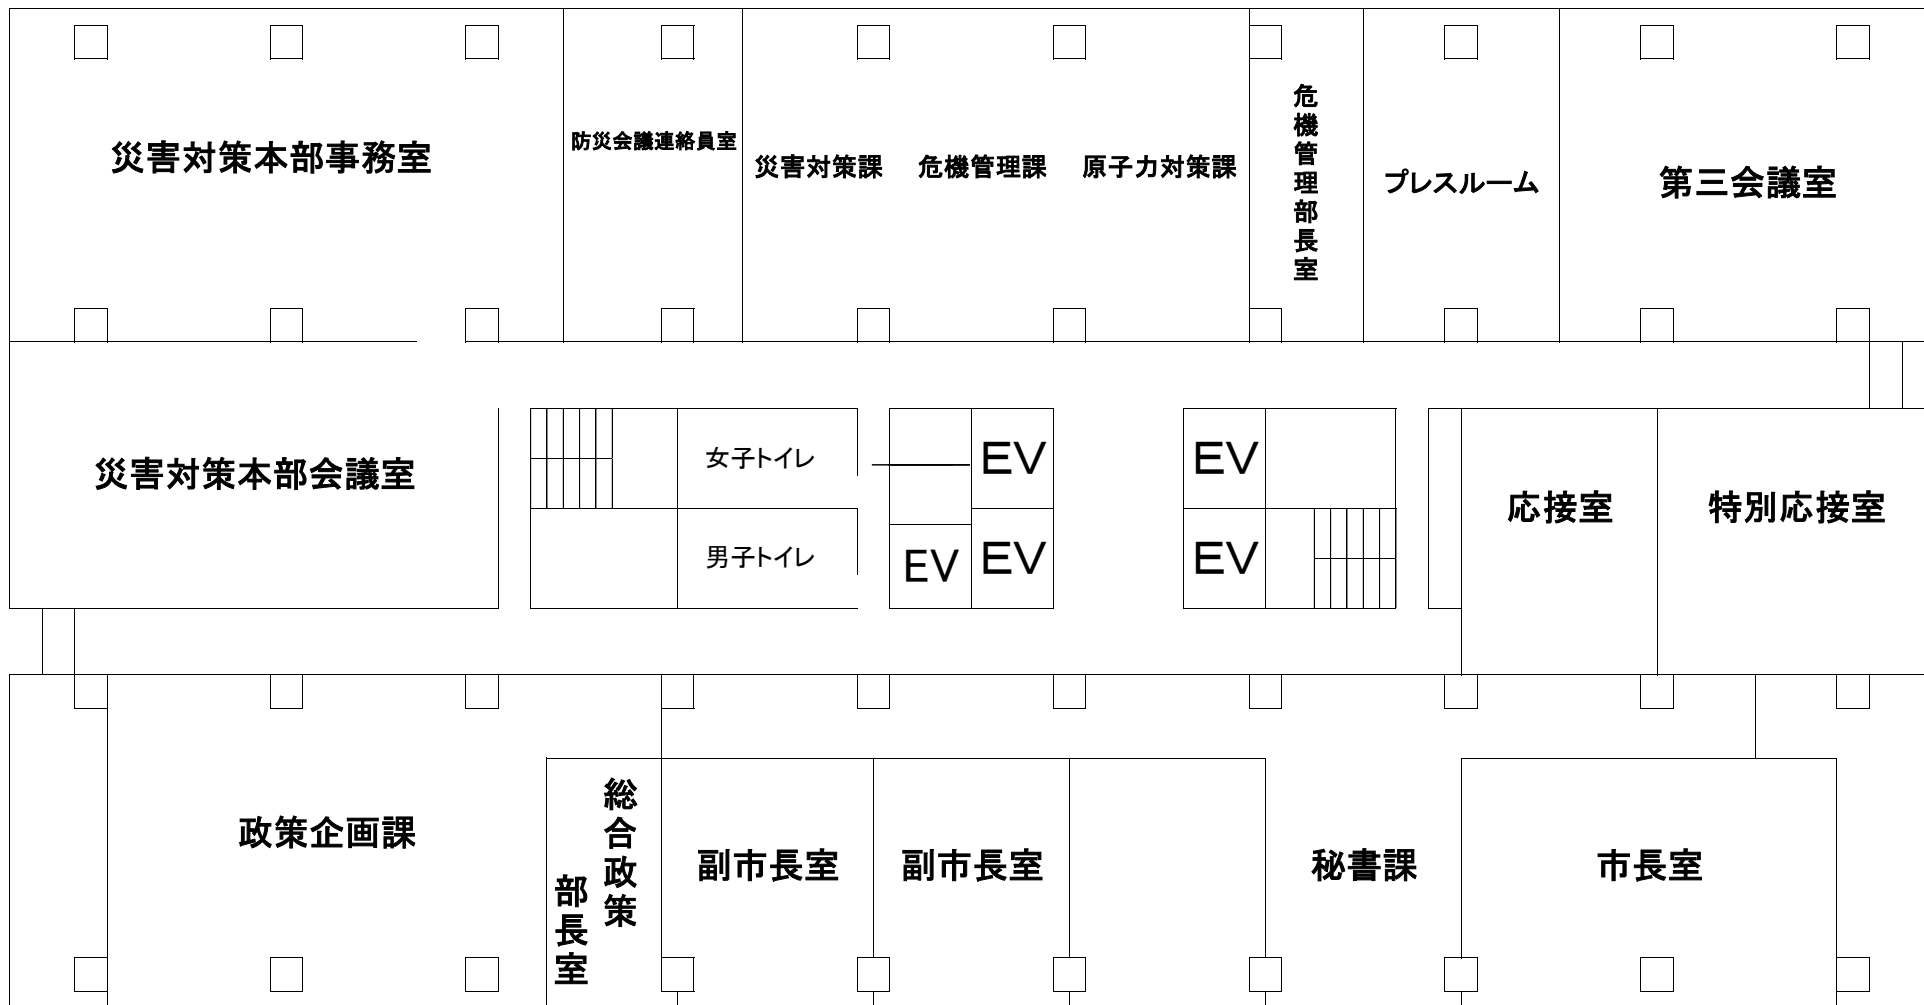 災害対策本部事務室
防災会議連絡員室
災害対策課
危機管理課
原子力対策課
危機管理部長室
プレスルーム
第三会議室
災害対策本部会議室
女子トイレ
男子トイレ
EV
EV
EV
EV
EV
応接室
特別応接室
政策企画課
総合政策
部長室
副市長室
副市長室
秘書課
市長室